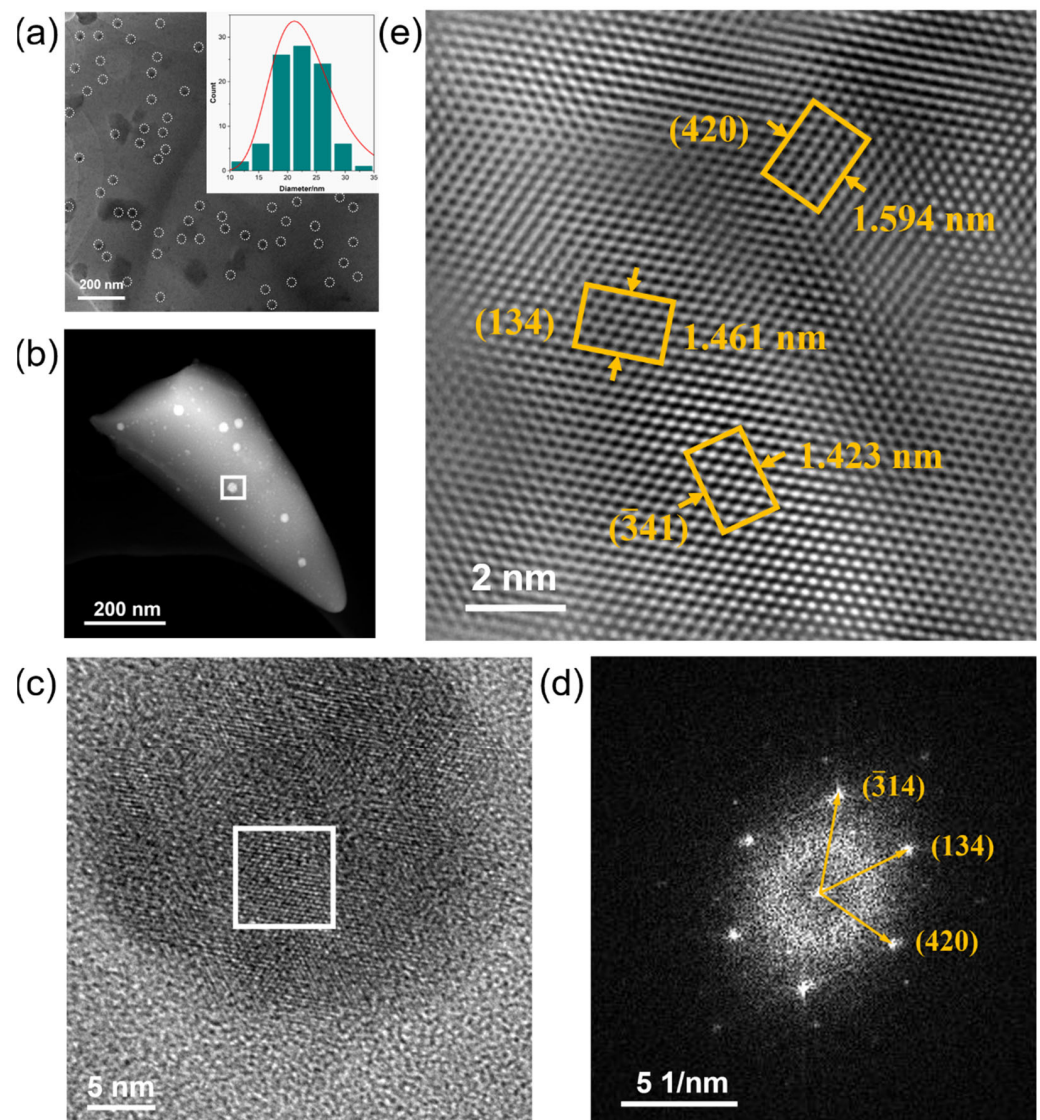 (a)
Count
30
20
10
0
10 15 20 25 30 35
Diameter/nm
200 nm
(b)
200 nm
(e)
(420)
1.594 nm
(134)
1.461 nm
1.423 nm
(3̅41)
2 nm
(c)
5 nm
(d)
(3̅14)
(134)
(420)
5 1/nm